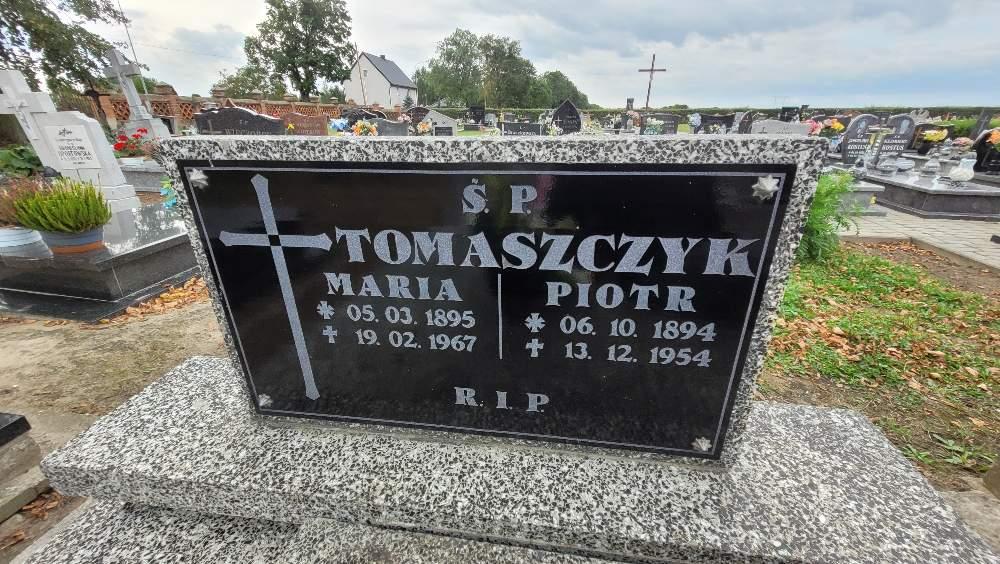 Ś. P.
TOMASZCZYK
MARIA
* 05. 03. 1895
✝ 19. 02. 1967
PIOTR
* 06. 10. 1894
✝ 13. 12. 1954
R. I. P.